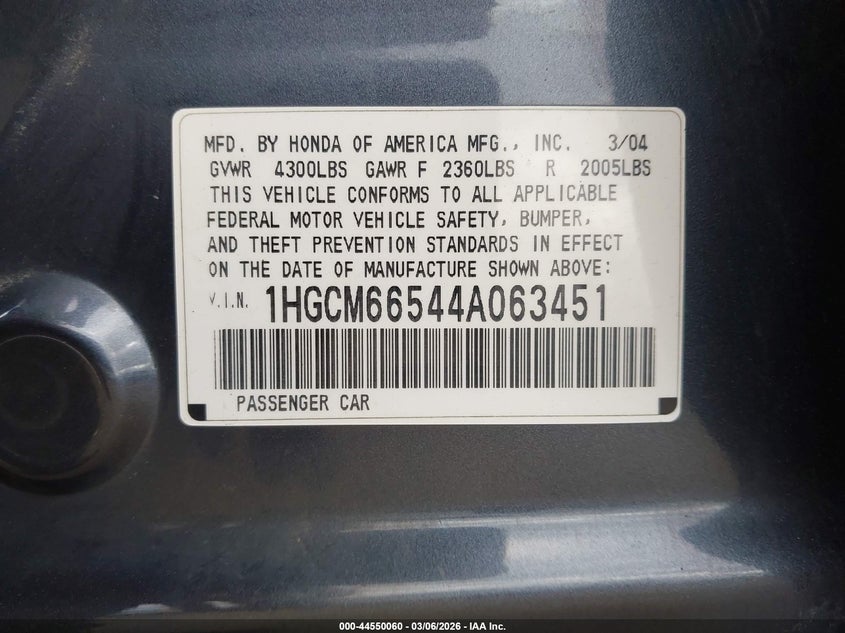 MFD. BY HONDA OF AMERICA MFG., INC. 3/04
GVWR 4300LBS GAWR F 2360LBS R 2005LBS
THIS VEHICLE CONFORMS TO ALL APPLICABLE
FEDERAL MOTOR VEHICLE SAFETY, BUMPER,
AND THEFT PREVENTION STANDARDS IN EFFECT
ON THE DATE OF MANUFACTURE SHOWN ABOVE:
V.I.N. 1HGCM66544A063451
PASSENGER CAR
000-44550060 - 03/06/2026 - IAA Inc.